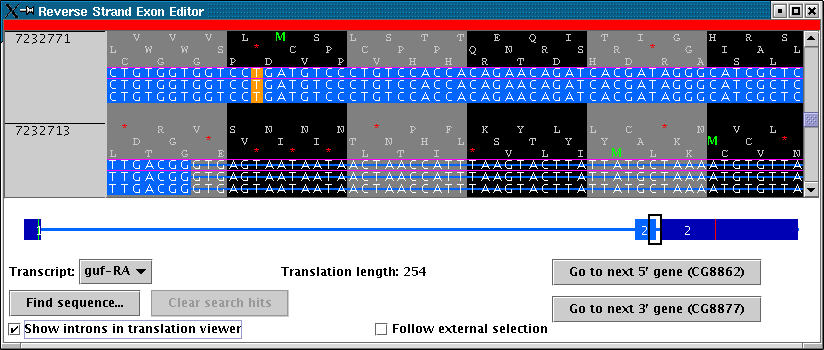 Reverse Strand Exon Editor
7232771
V V V L M S L S T T E Q I T I G H R S
L W W S * C P C P P Q N R S R * G I A L
C G G P D V P V H H R T D H D R A S L
CTGTGGTGGTCCTGATGTCCCTGTCCACCACAGAACAGATCACGATAGGGCATCGCTC
CTGTGGTGGTCCTGATGTCCCTGTCCACCACAGAACAGATCACGATAGGGCATCGCTC
CTGTGGTGGTCCTGATGTCCCTGTCCACCACAGAACAGATCACGATAGGGCATCGCTC
7232713
TTGACGGGTGAGTAATAATAACTAACCATTTAAGTACTTATTATGCTAAAATGTGTTA
TTGACGGGTGAGTAATAATAACTAACCATTTAAGTACTTATTATGCTAAAATGTGTTA
TTGACGGGTGAGTAATAATAACTAACCATTTAAGTACTTATTATGCTAAAATGTGTTA
1 2 2
Transcript: guf-RA Translation length: 254 Go to next 5' gene (CG8862)
Find sequence... Clear search hits Go to next 3' gene (CG8877)
Show introns in translation viewer Follow external selection